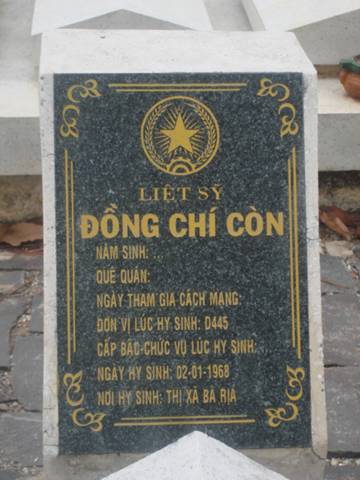 LIỆT SỸ
ĐỒNG CHÍ CÒN
NĂM SINH: ...
QUÊ QUÁN:
NGÀY THAM GIA CÁCH MẠNG:
ĐƠN VỊ LÚC HY SINH: D445
CẤP BẬC-CHỨC VỤ LÚC HY SINH:
NGÀY HY SINH: 02-01-1968
NƠI HY SINH: THỊ XÃ BÀ RỊA